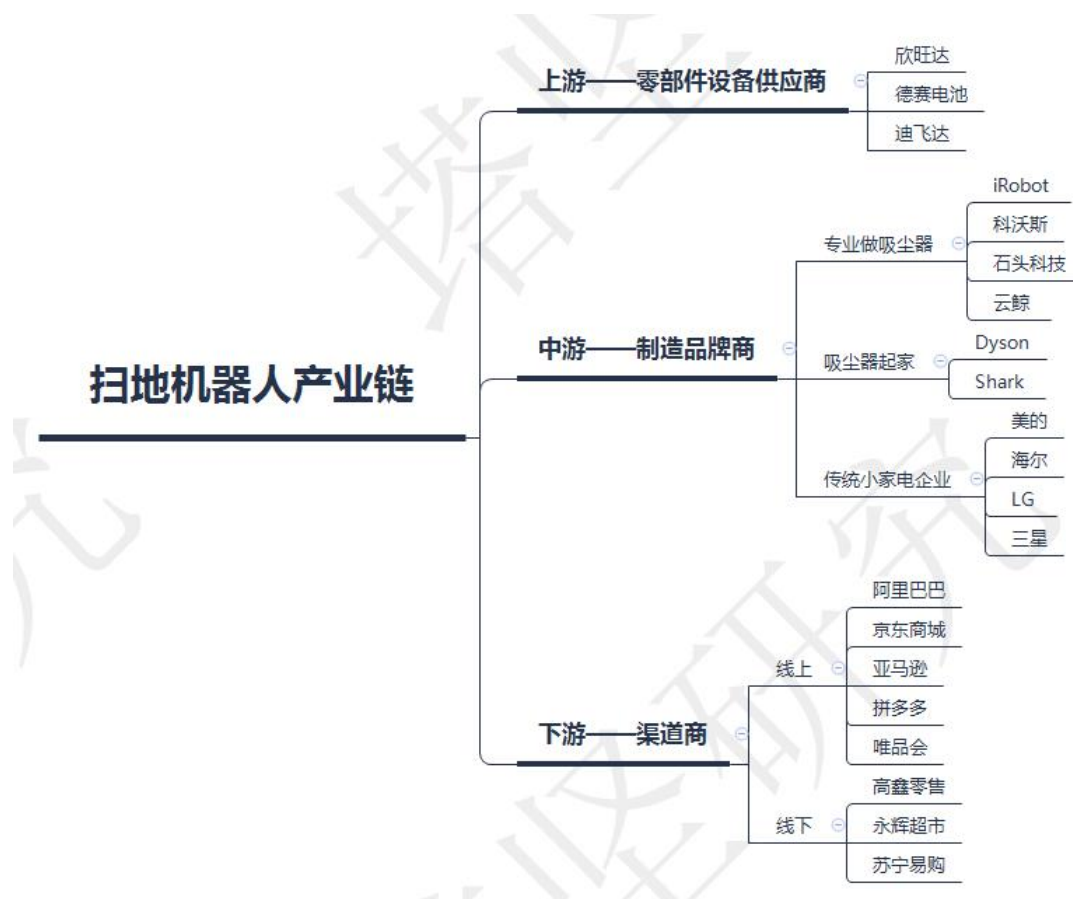 扫地机器人产业链
上游——零部件设备供应商
欣旺达
德赛电池
迪飞达
中游——制造品牌商
专业做吸尘器
iRobot
科沃斯
石头科技
云鲸
吸尘器起家
Dyson
Shark
传统小家电企业
美的
海尔
LG
三星
下游——渠道商
线上
阿里巴巴
京东商城
亚马逊
拼多多
唯品会
线下
高鑫零售
永辉超市
苏宁易购
塔坚研究